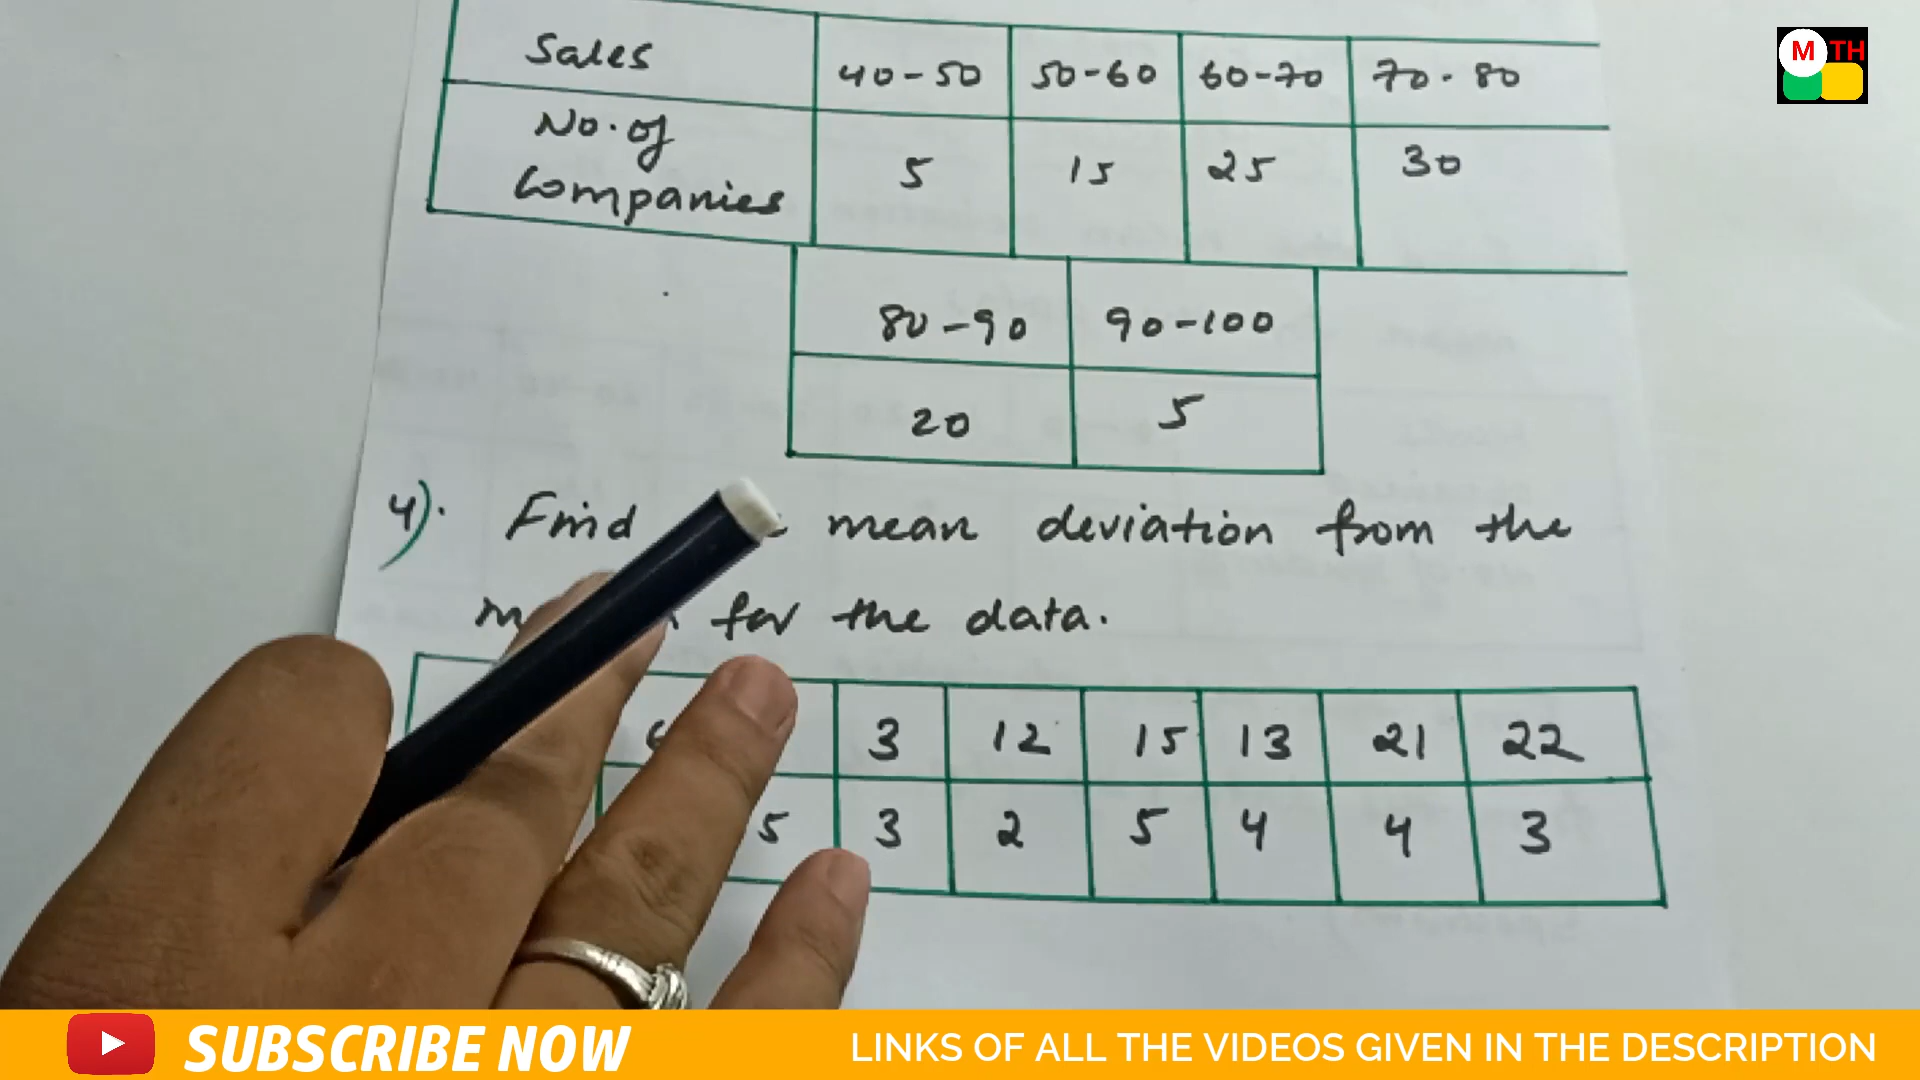 MTH
Sales 40-50 50-60 60-70 70-80
No. of Companies 5 15 25 30
80-90 90-100
20 5
4). Find mean deviation from the
for the data.
3 12 15 13 21 22
5 3 2 5 4 4 3
SUBSCRIBE NOW
LINKS OF ALL THE VIDEOS GIVEN IN THE DESCRIPTION